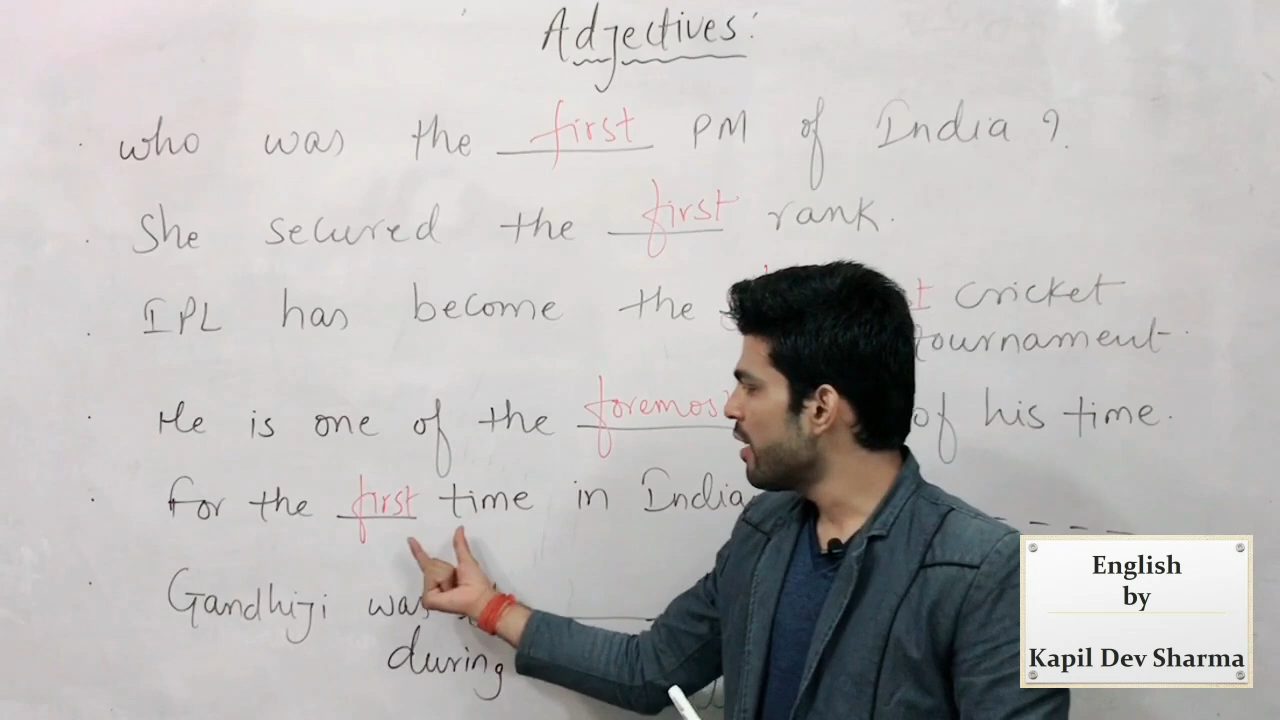 Adjectives:
who was the first PM of India ?
She secured the first rank.
IPL has become the cricket
tournament.
He is one of the of his time.
For the first time in India
Gandhiji
during
English
by
Kapil Dev Sharma